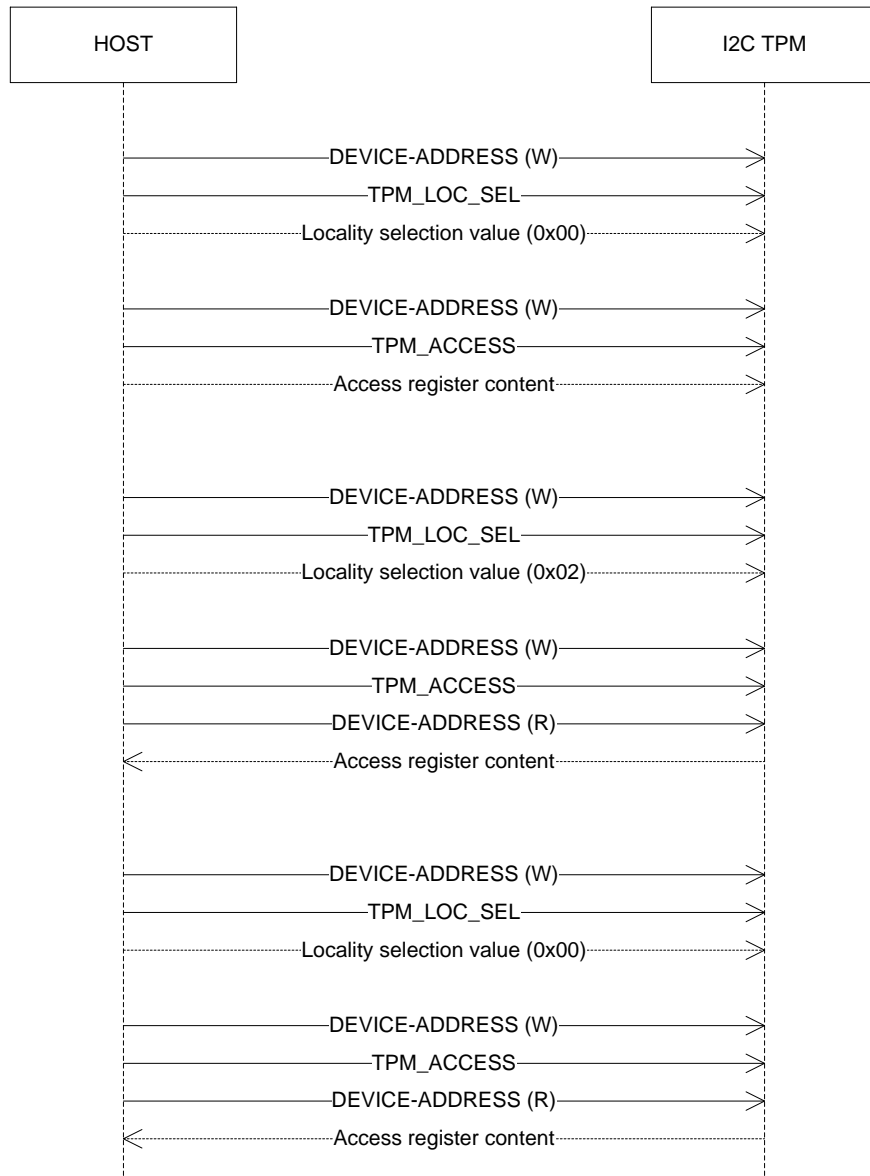 HOST
I2C TPM
DEVICE-ADDRESS (W)
TPM_LOC_SEL
Locality selection value (0x00)
DEVICE-ADDRESS (W)
TPM_ACCESS
Access register content
DEVICE-ADDRESS (W)
TPM_LOC_SEL
Locality selection value (0x02)
DEVICE-ADDRESS (W)
TPM_ACCESS
DEVICE-ADDRESS (R)
Access register content
DEVICE-ADDRESS (W)
TPM_LOC_SEL
Locality selection value (0x00)
DEVICE-ADDRESS (W)
TPM_ACCESS
DEVICE-ADDRESS (R)
Access register content